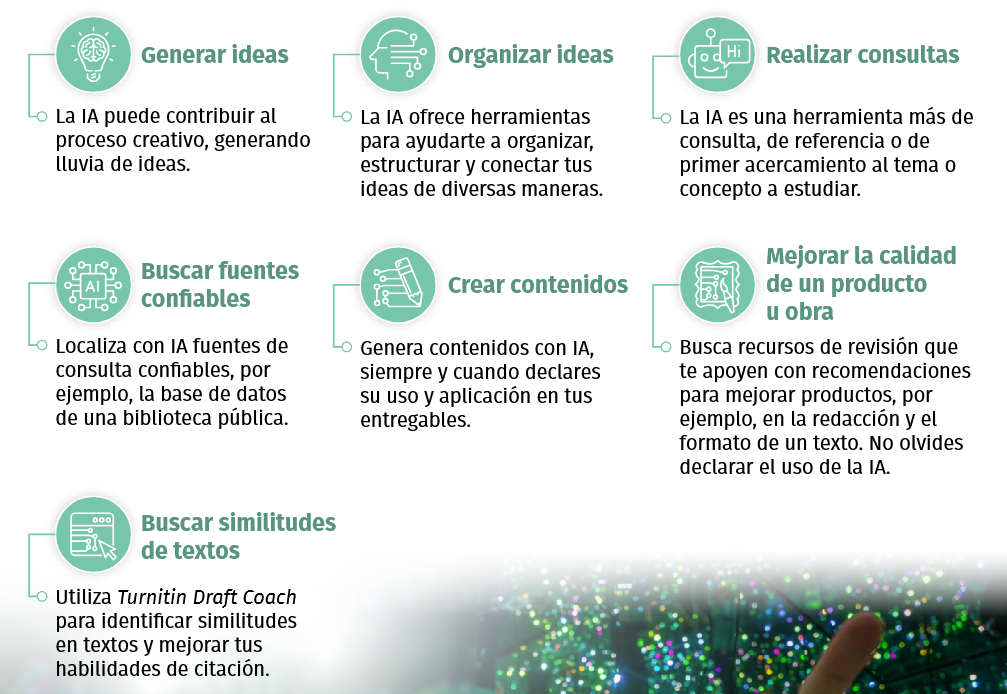 Generar ideas
La IA puede contribuir al
proceso creativo, generando
lluvia de ideas.
Organizar ideas
La IA ofrece herramientas
para ayudarte a organizar,
estructurar y conectar tus
ideas de diversas maneras.
Hi
Realizar consultas
La IA es una herramienta más de
consulta, de referencia o de
primer acercamiento al tema o
concepto a estudiar.
AI
Buscar fuentes
confiables
Localiza con IA fuentes de
consulta confiables, por
ejemplo, la base de datos
de una biblioteca pública.
Crear contenidos
Genera contenidos con IA,
siempre y cuando declares
su uso y aplicación en tus
entregables.
Mejorar la calidad
de un producto
u obra
Busca recursos de revisión que
te apoyen con recomendaciones
para mejorar productos, por
ejemplo, en la redacción y el
formato de un texto. No olvides
declarar el uso de la IA.
Buscar similitudes
de textos
Utiliza Turnitin Draft Coach
para identificar similitudes
en textos y mejorar tus
habilidades de citación.